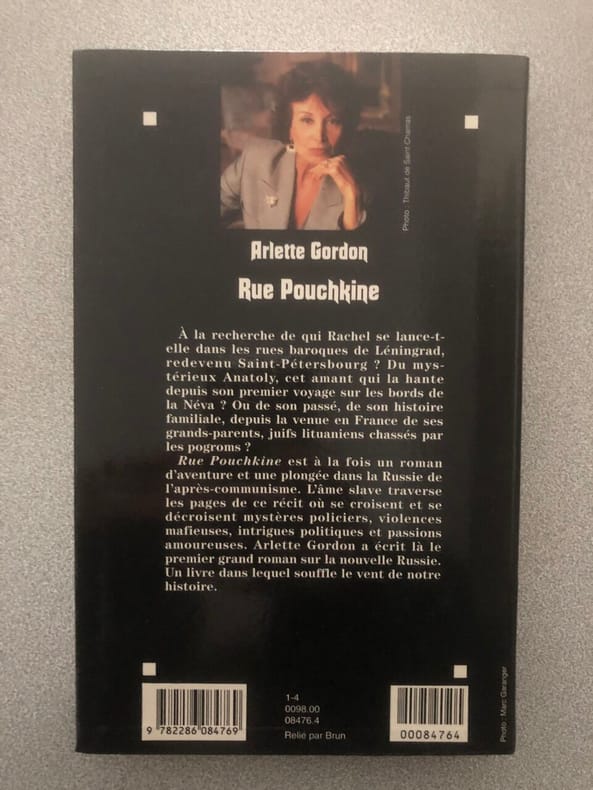 Photo : Thibaut de Saint Chamas
Arlette Gordon
Rue Pouchkine
À la recherche de qui Rachel se lance-t-
elle dans les rues baroques de Léningrad,
redevenu Saint-Pétersbourg ? Du mys-
térieux Anatoly, cet amant qui la hante
depuis son premier voyage sur les bords de
la Néva ? Ou de son passé, de son histoire
familiale, depuis la venue en France de ses
grands-parents, juifs lituaniens chassés par
les pogroms ?
Rue Pouchkine est à la fois un roman
d'aventure et une plongée dans la Russie de
l'après-communisme. L'âme slave traverse
les pages de ce récit où se croisent et se
décroisent mystères policiers, violences
mafieuses, intrigues politiques et passions
amoureuses. Arlette Gordon a écrit là le
premier grand roman sur la nouvelle Russie.
Un livre dans lequel souffle le vent de notre
histoire.
9 782286 084769
1-4
0098.00
08476.4
Relié par Brun
00084764
Photo : Marc Garanger